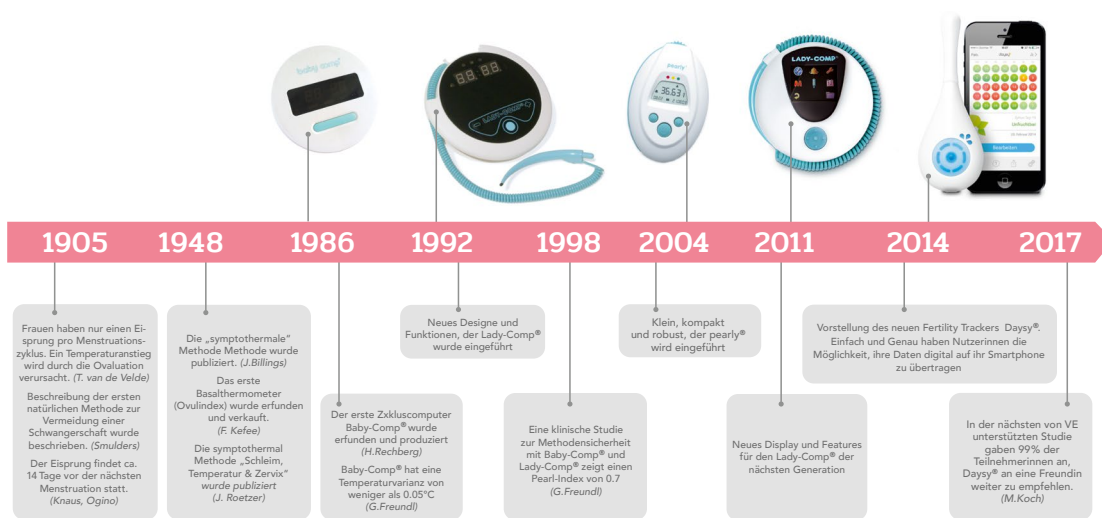 baby away®
LADY-COMP
pearly®
36.63
LADY-COMP®
Bearbeiten
1905
1948
1986
1992
1998
2004
2011
2014
2017
Frauen haben nur einen Ei-
sprung pro Menstruations-
zyklus. Ein Temperaturanstieg
wird durch die Ovaluation
verursacht. (T. van de Velde)
Beschreibung der ersten
natürlichen Methode zur
Vermeidung einer
Schwangerschaft wurde
beschrieben. (Smulders)
Der Eisprung findet ca.
14 Tage vor der nächsten
Menstruation statt.
(Knaus, Ogino)
Die „symptothermale“
Methode Methode wurde
publiziert. (J.Billings)
Das erste
Basalthermometer
(Ovulindex) wurde erfunden
und verkauft.
(F. Kefee)
Die symptothermal
Methode „Schleim,
Temperatur & Zervix“
wurde publiziert
(J. Roetzer)
Der erste Zxkluscomputer
Baby-Comp® wurde
erfunden und produziert
(H.Rechberg)
Baby-Comp® hat eine
Temperaturvarianz von
weniger als 0.05°C
(G.Freundl)
Neues Designe und
Funktionen, der Lady-Comp®
wurde eingeführt
Eine klinische Studie
zur Methodensicherheit
mit Baby-Comp® und
Lady-Comp® zeigt einen
Pearl-Index von 0.7
(G.Freundl)
Klein, kompakt
und robust, der pearly®
wird eingeführt
Neues Display und Features
für den Lady-Comp® der
nächsten Generation
Vorstellung des neuen Fertility Trackers Daysy®.
Einfach und Genau haben Nutzerinnen die
Möglichkeit, ihre Daten digital auf ihr Smartphone
zu übertragen
In der nächsten von VE
unterstützten Studie
gaben 99% der
Teilnehmerinnen an,
Daysy® an eine Freundin
weiter zu empfehlen.
(M.Koch)